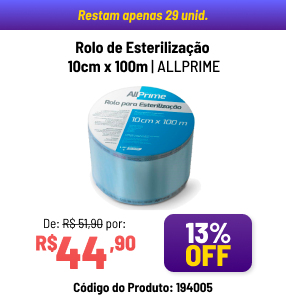 Restam apenas 29 unid.
Rolo de Esterilização
10cm x 100m | ALLPRIME
AllPrime
Rolo para Esterilização
10cm x 100m
De: R$ 51,90 por:
R$44,90
13%
OFF
Código do Produto: 194005